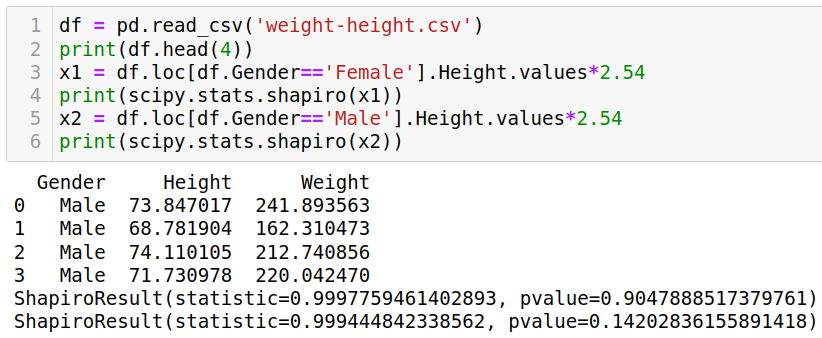 1 df = pd.read_csv('weight-height.csv')
2 print(df.head(4))
3 x1 = df.loc[df.Gender=='Female'].Height.values*2.54
4 print(scipy.stats.shapiro(x1))
5 x2 = df.loc[df.Gender=='Male'].Height.values*2.54
6 print(scipy.stats.shapiro(x2))
  Gender     Height      Weight
0   Male  73.847017  241.893563
1   Male  68.781904  162.310473
2   Male  74.110105  212.740856
3   Male  71.730978  220.042470
ShapiroResult(statistic=0.9997759461402893, pvalue=0.9047888517379761)
ShapiroResult(statistic=0.999444842338562, pvalue=0.14202836155891418)